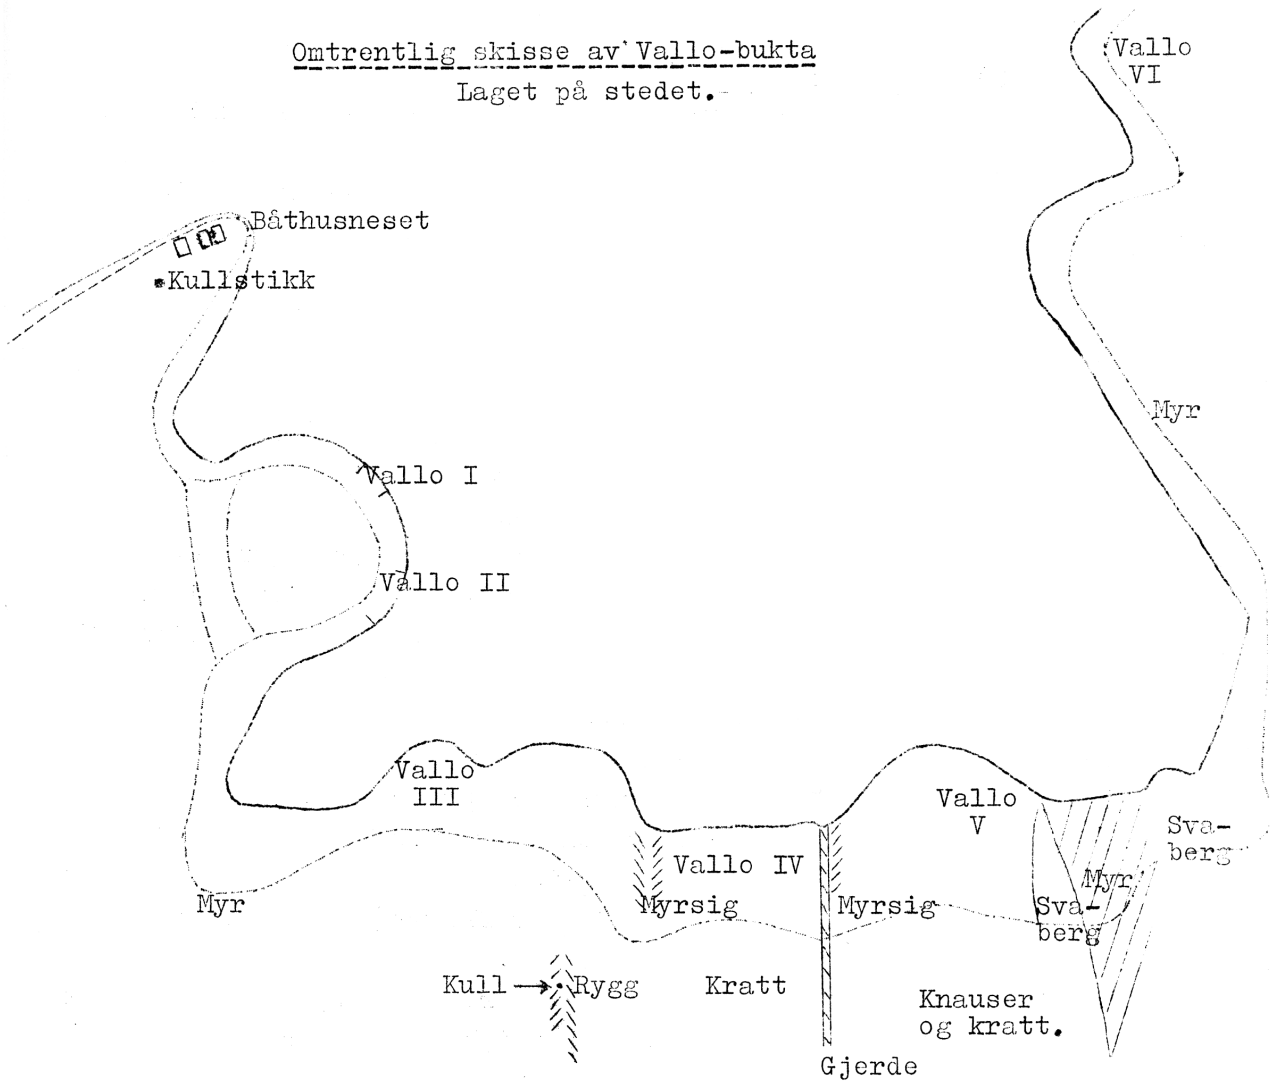 Omtrentlig skisse av Vallo-bukta
Laget på stedet.
Vallo
VI
Båthusneset
Kullstikk
Myr
Vallo I
Vallo II
Vallo
III
Vallo
V
Sva-
berg
Vallo IV
Myr
Myr
Myrsig
Myrsig
Sva-
berg
Kull
Rygg
Kratt
Knauser
og kratt.
Gjerde